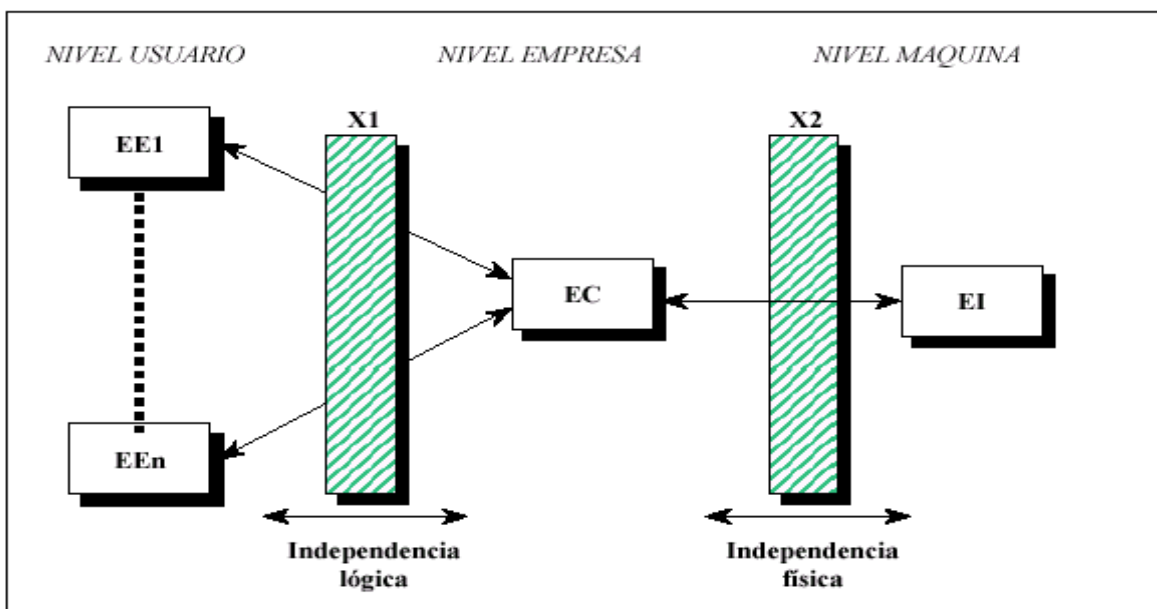 NIVEL USUARIO
NIVEL EMPRESA
NIVEL MAQUINA
EE1
X1
X2
EC
EI
EEn
Independencia
lógica
Independencia
física